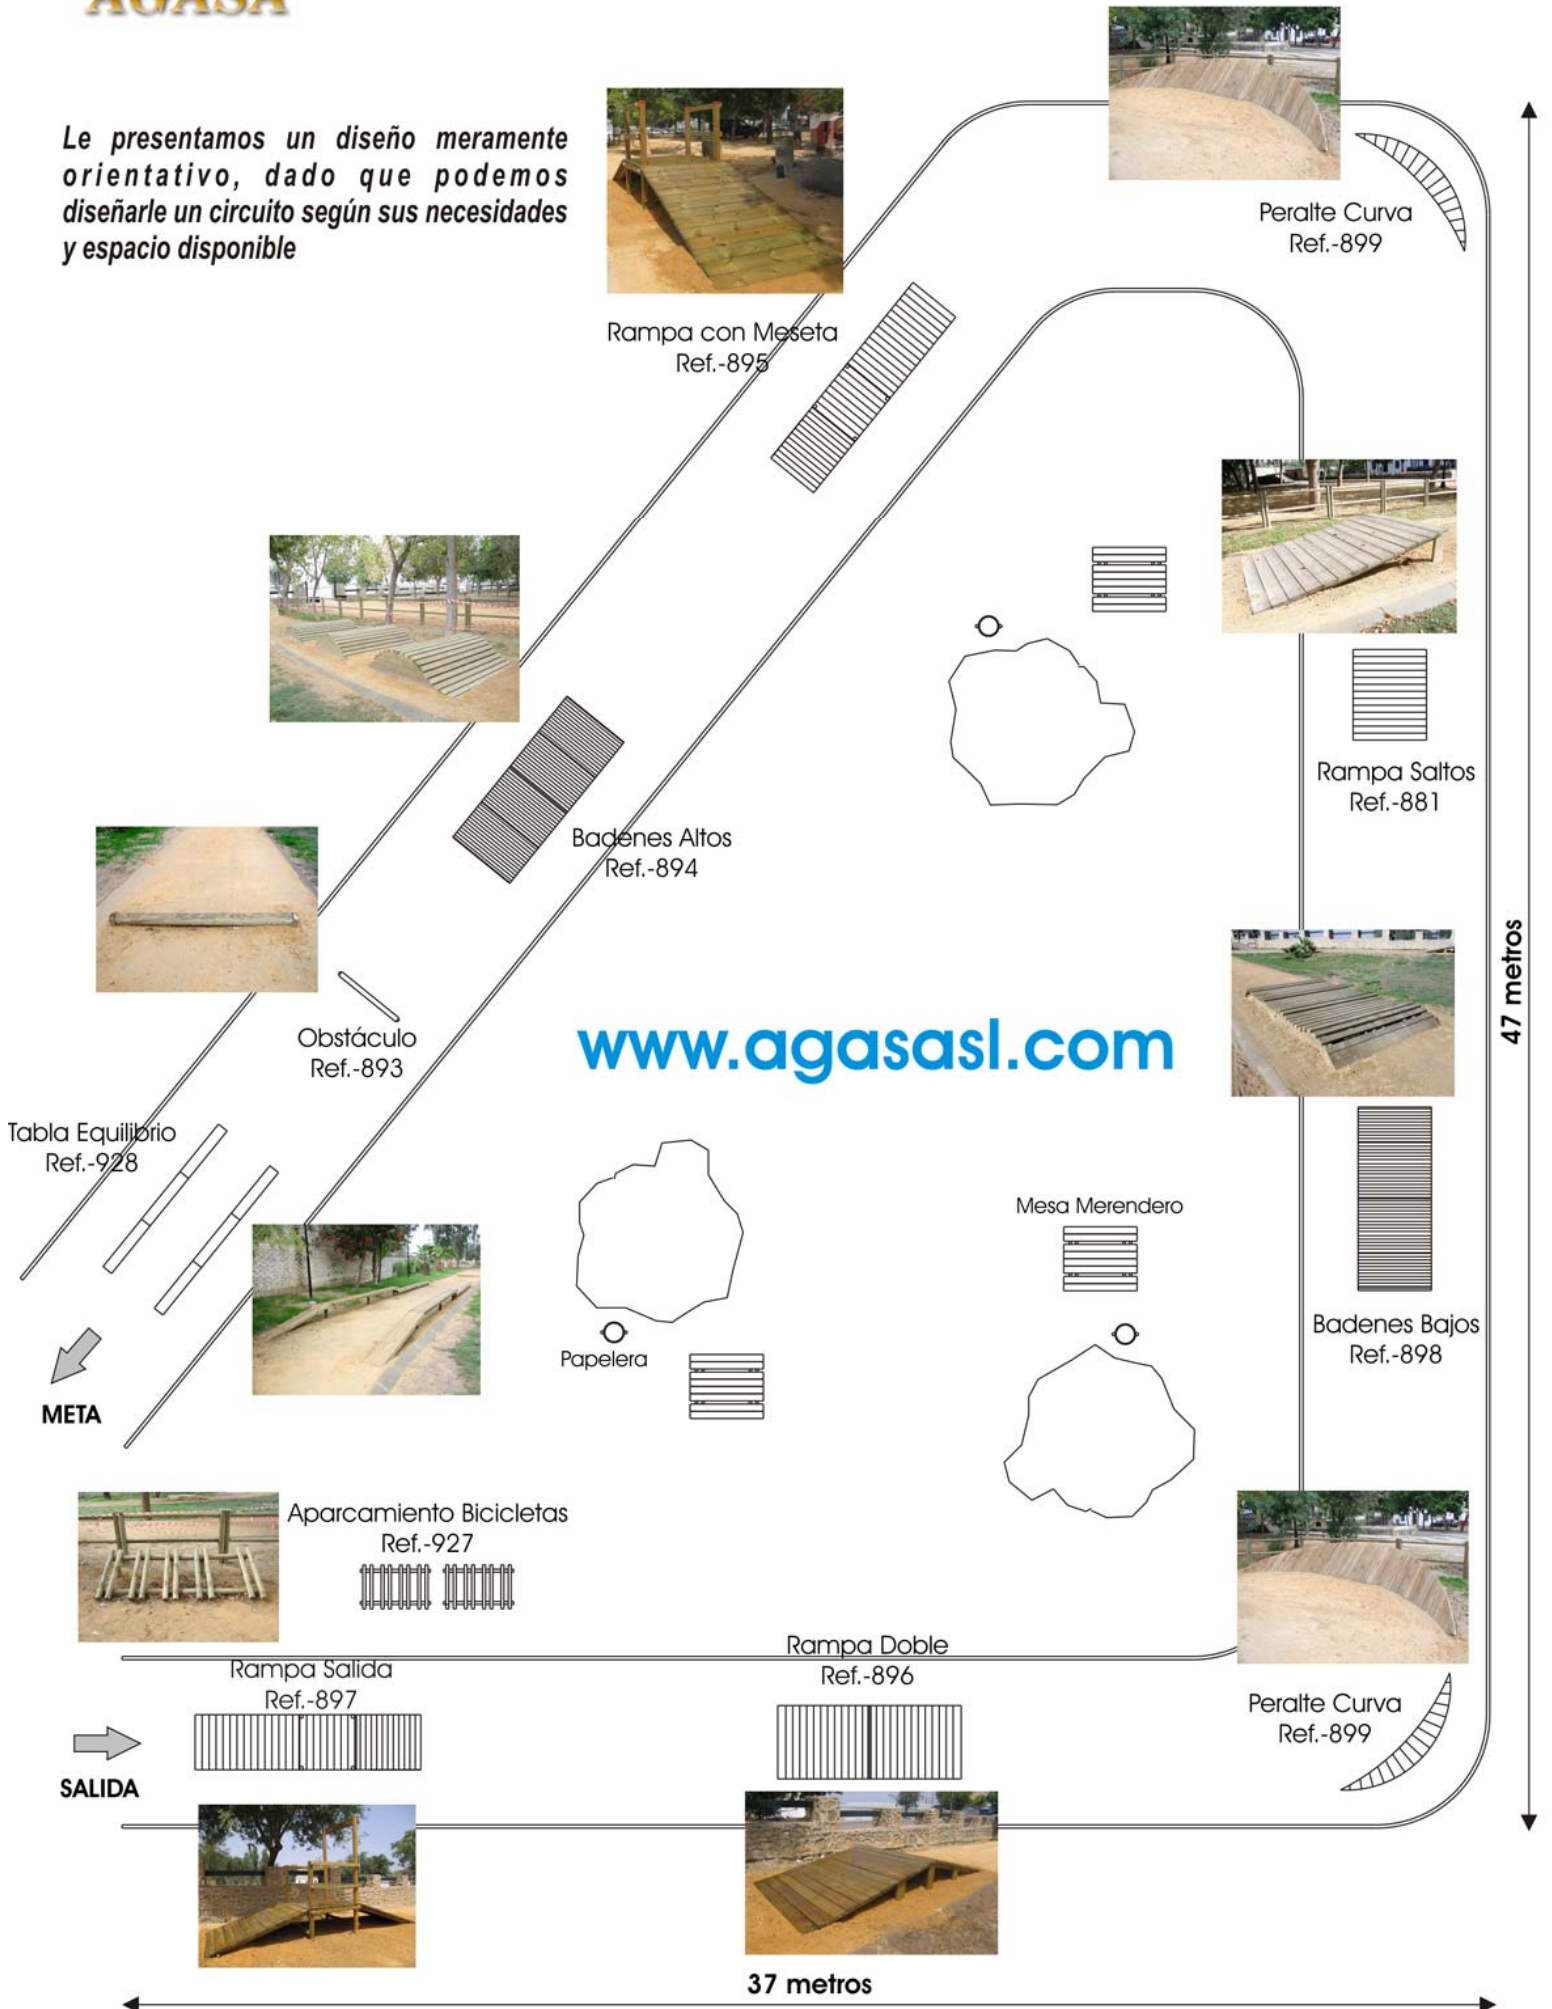 AGASA
Le presentamos un diseño meramente
orientativo, dado que podemos
diseñarle un circuito según sus necesidades
y espacio disponible
Peralte Curva
Ref.-899
Rampa con Meseta
Ref.-895
Rampa Saltos
Ref.-881
Badenes Altos
Ref.-894
47 metros
Obstáculo
Ref.-893
www.agasasl.com
Tabla Equilibrio
Ref.-928
Mesa Merendero
Badenes Bajos
Ref.-898
Papelera
META
Aparcamiento Bicicletas
Ref.-927
Rampa Salida
Ref.-897
Rampa Doble
Ref.-896
Peralte Curva
Ref.-899
SALIDA
37 metros